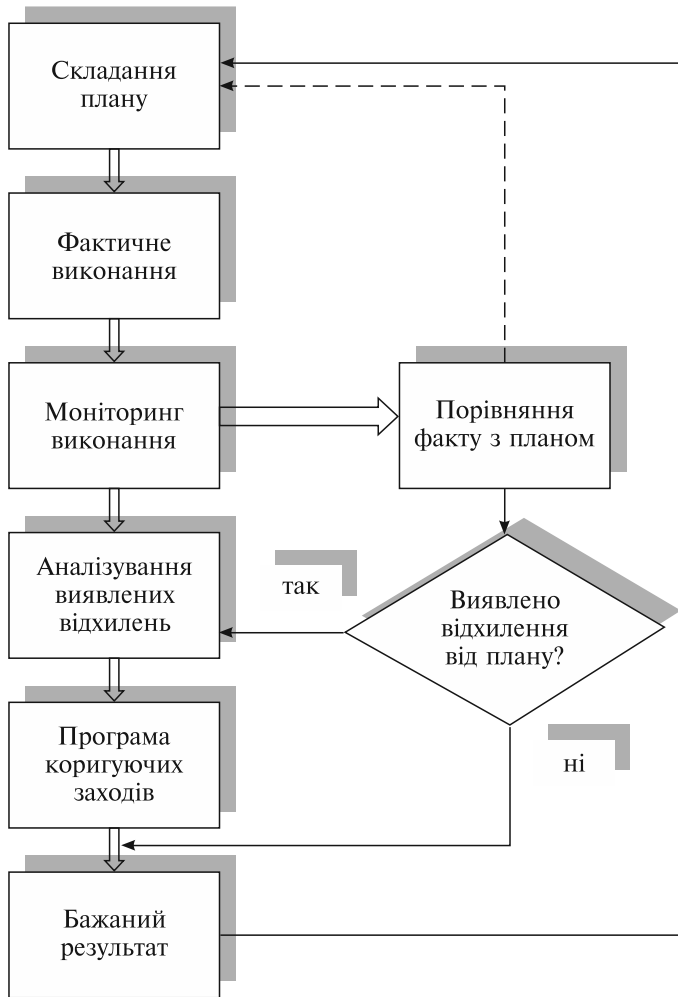 Складання
плану
Фактичне
виконання
Моніторинг
виконання
Порівняння
факту з планом
Аналізування
виявлених
відхилень
так
Виявлено
відхилення
від плану?
Програма
коригуючих
заходів
ні
Бажаний
результат